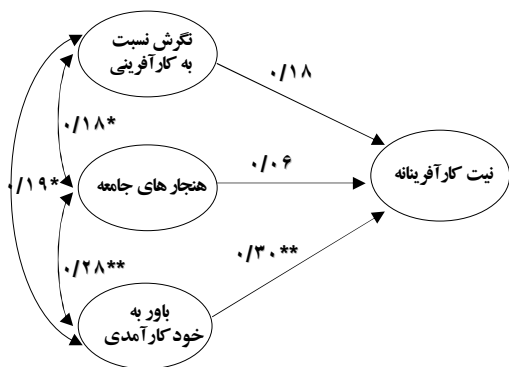 نگرش نسبت
به کارآفرینی
۰/۱۸
۰/۱۸*
نیت کارآفرینانه
۰/۰۶
هنجارهای جامعه
۰/۱۹*
۰/۳۰**
۰/۲۸**
باور به
خودکارآمدی